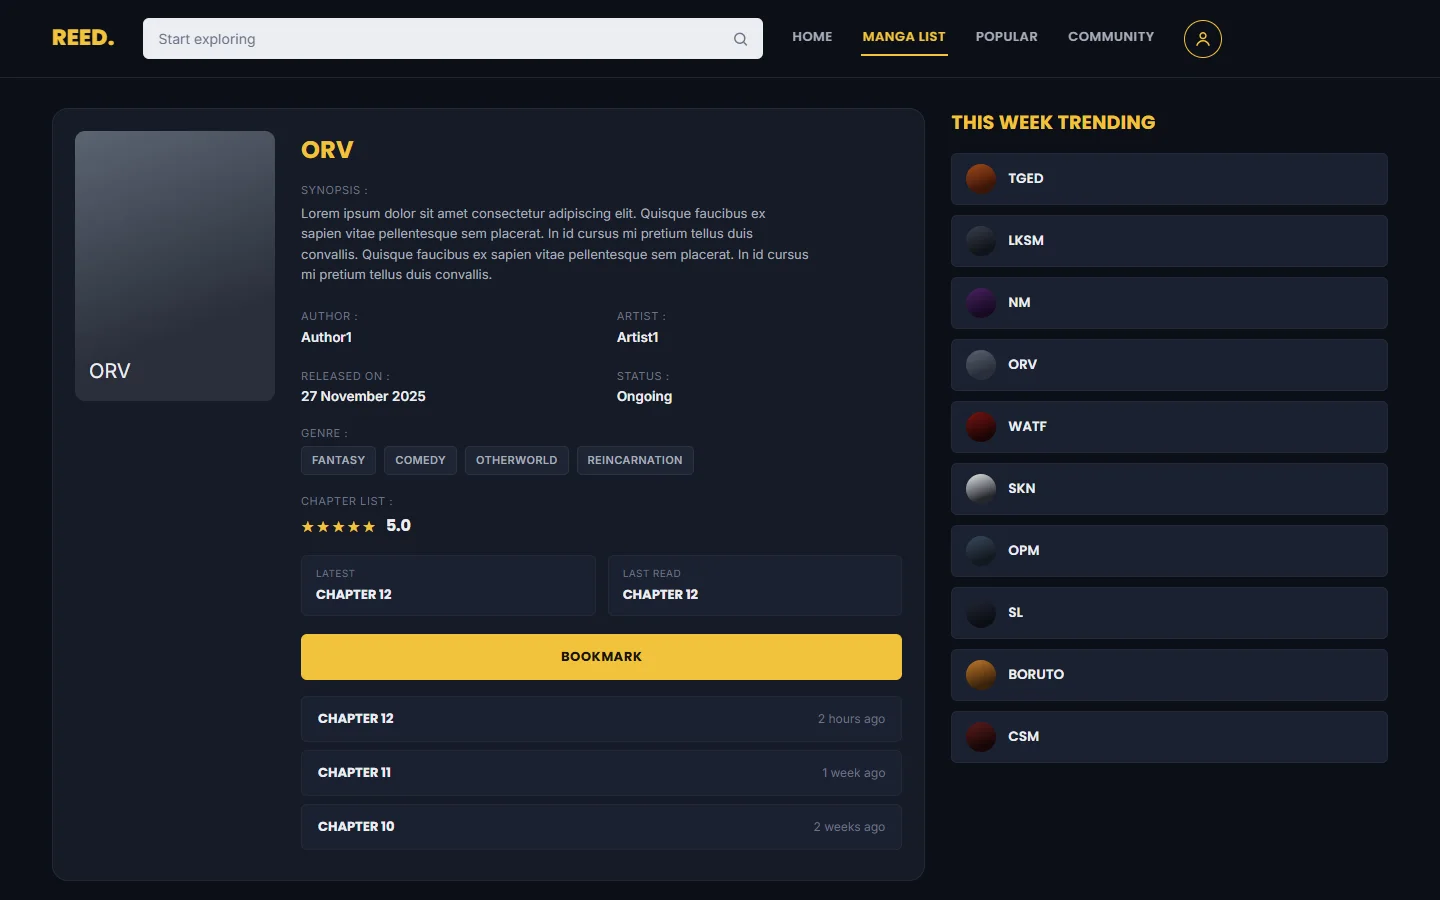 REED.
Start exploring
HOME
MANGA LIST
POPULAR
COMMUNITY
ORV
ORV
SYNOPSIS :
Lorem ipsum dolor sit amet consectetur adipiscing elit. Quisque faucibus ex
sapien vitae pellentesque sem placerat. In id cursus mi pretium tellus duis
convallis. Quisque faucibus ex sapien vitae pellentesque sem placerat. In id cursus
mi pretium tellus duis convallis.
AUTHOR :
Author1
ARTIST :
Artist1
RELEASED ON :
27 November 2025
STATUS :
Ongoing
GENRE :
FANTASY
COMEDY
OTHERWORLD
REINCARNATION
CHAPTER LIST :
★★★★★ 5.0
LATEST
CHAPTER 12
LAST READ
CHAPTER 12
BOOKMARK
CHAPTER 12
2 hours ago
CHAPTER 11
1 week ago
CHAPTER 10
2 weeks ago
THIS WEEK TRENDING
TGED
LKSM
NM
ORV
WATF
SKN
OPM
SL
BORUTO
CSM